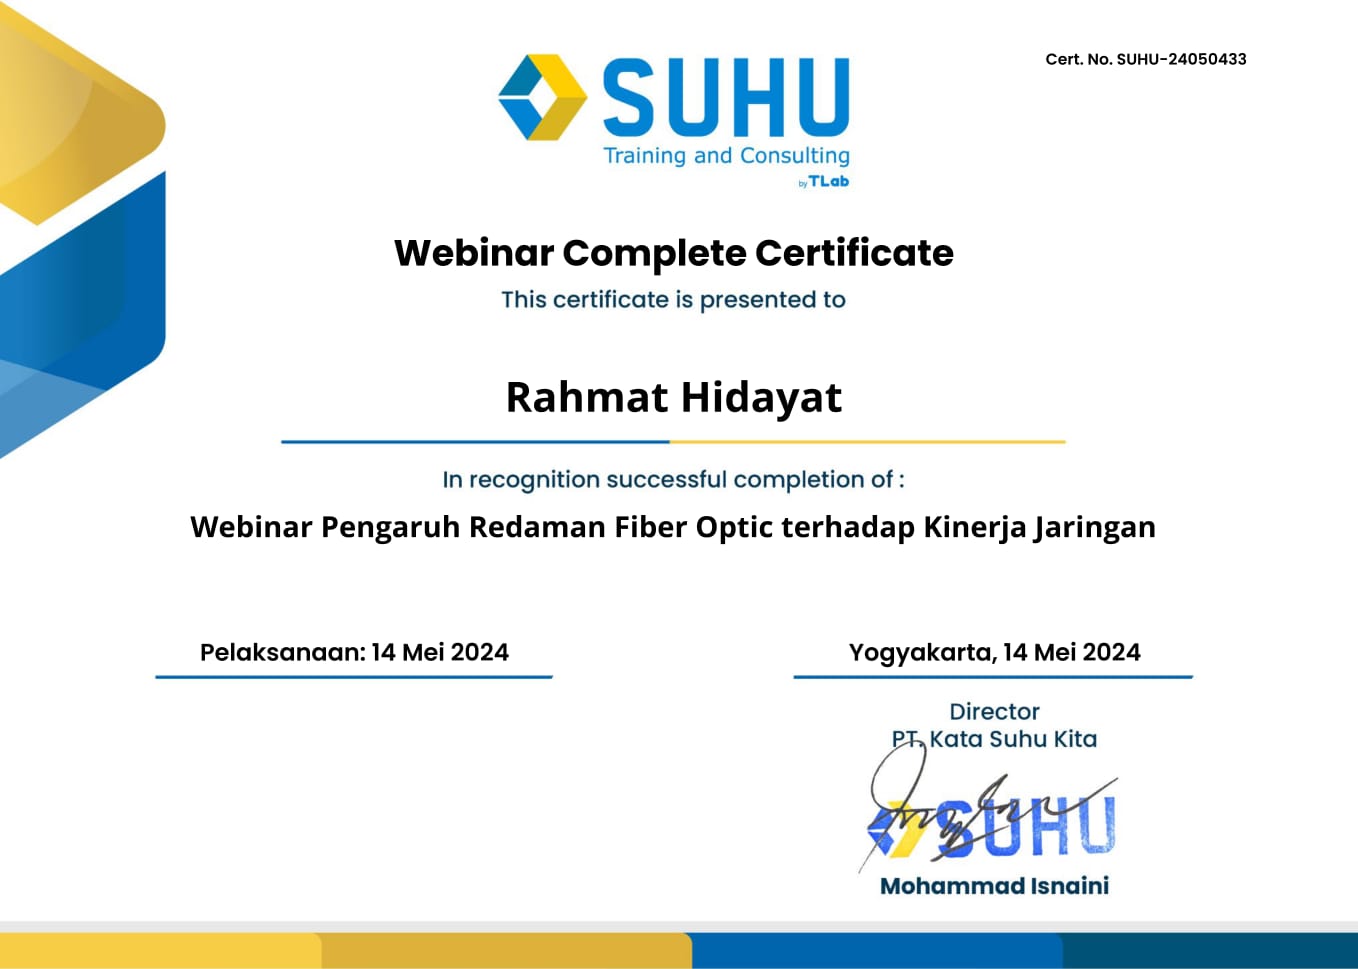 Cert. No. SUHU-24050433
SUHU
Training and Consulting
by TLab
Webinar Complete Certificate
This certificate is presented to
Rahmat Hidayat
In recognition successful completion of :
Webinar Pengaruh Redaman Fiber Optic terhadap Kinerja Jaringan
Pelaksanaan: 14 Mei 2024
Yogyakarta, 14 Mei 2024
Director
PT. Kata Suhu Kita
SUHU
Mohammad Isnaini